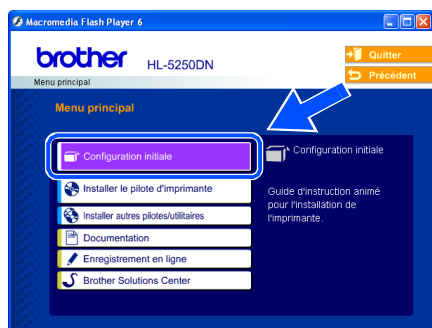 Macromedia Flash Player 6
brother
HL-5250DN
Quitter
Précédent
Menu principal
Menu principal
Configuration initiale
Installer le pilote d'imprimante
Installer autres pilotes/utilitaires
Documentation
Enregistrement en ligne
Brother Solutions Center
Configuration initiale
Guide d'instruction animé
pour l'installation de
l'imprimante.